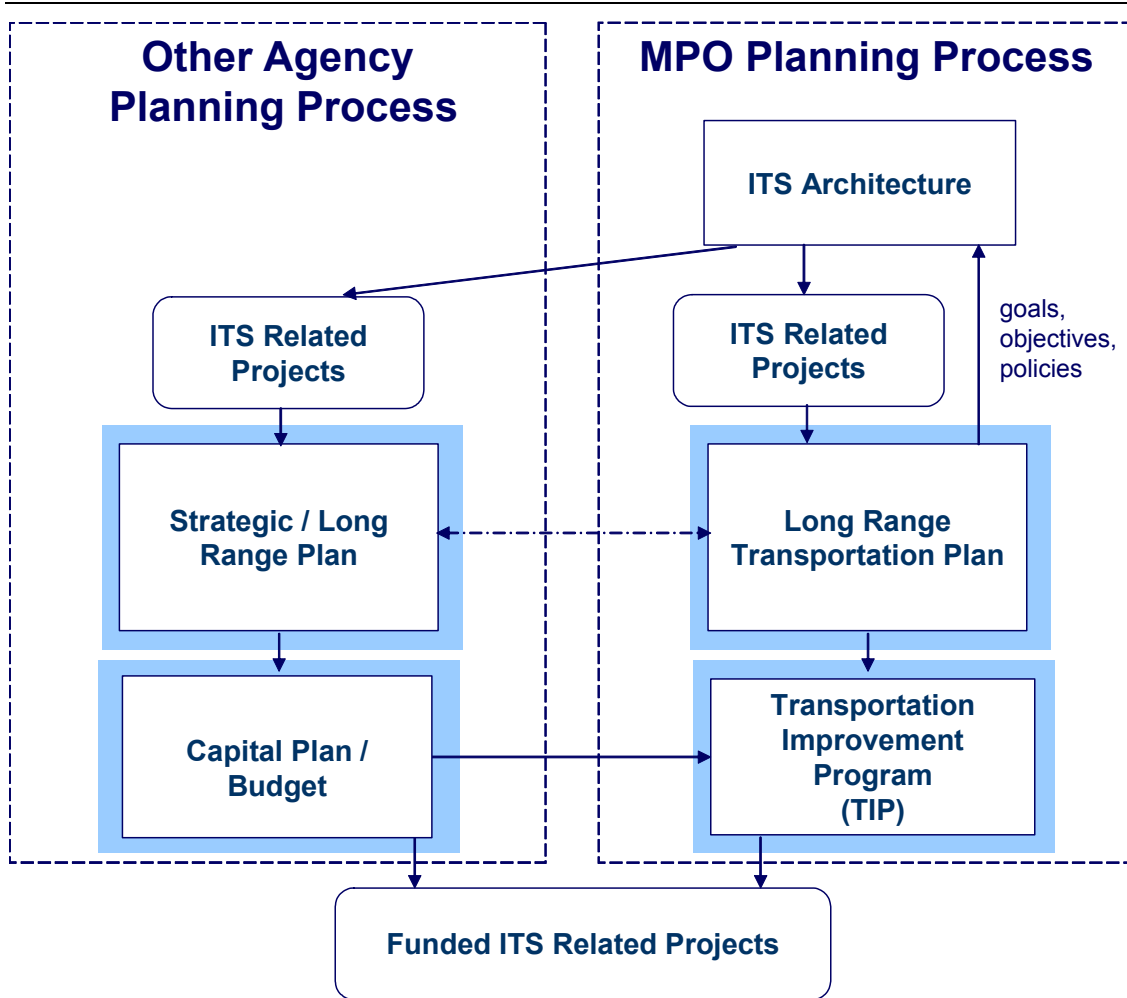 Other Agency
Planning Process
MPO Planning Process
ITS Architecture
ITS Related
Projects
ITS Related
Projects
goals,
objectives,
policies
Strategic / Long
Range Plan
Long Range
Transportation Plan
Capital Plan /
Budget
Transportation
Improvement
Program
(TIP)
Funded ITS Related Projects